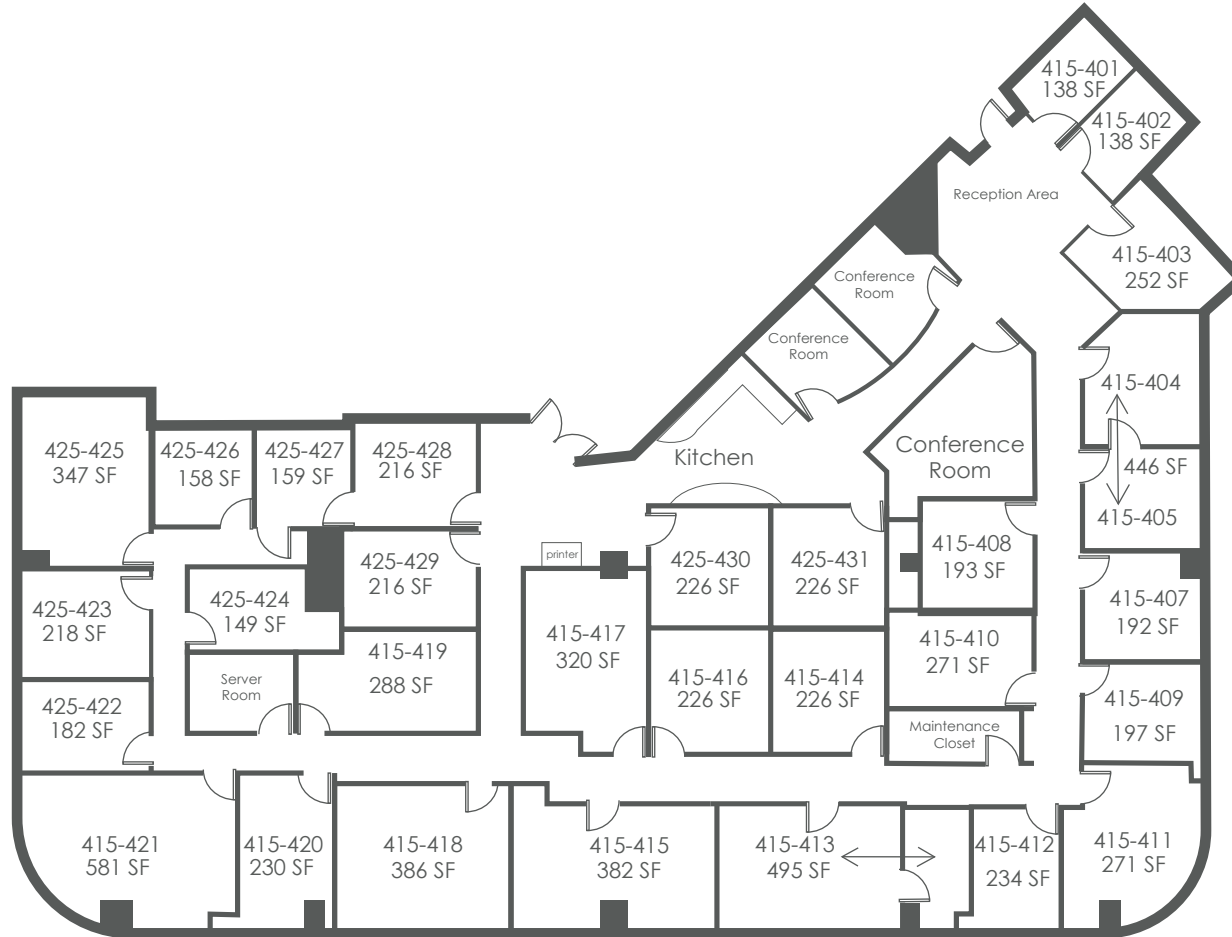 415-401
138 SF
415-402
138 SF
Reception Area
415-403
252 SF
Conference
Room
Conference
Room
415-404
446 SF
415-405
Conference
Room
Kitchen
425-425
347 SF
425-426
158 SF
425-427
159 SF
425-428
216 SF
425-429
216 SF
printer
425-430
226 SF
425-431
226 SF
415-408
193 SF
415-407
192 SF
425-423
218 SF
425-424
149 SF
415-417
320 SF
415-416
226 SF
415-414
226 SF
415-410
271 SF
415-409
197 SF
425-422
182 SF
Server
Room
415-419
288 SF
Maintenance
Closet
415-421
581 SF
415-420
230 SF
415-418
386 SF
415-415
382 SF
415-413
495 SF
415-412
234 SF
415-411
271 SF